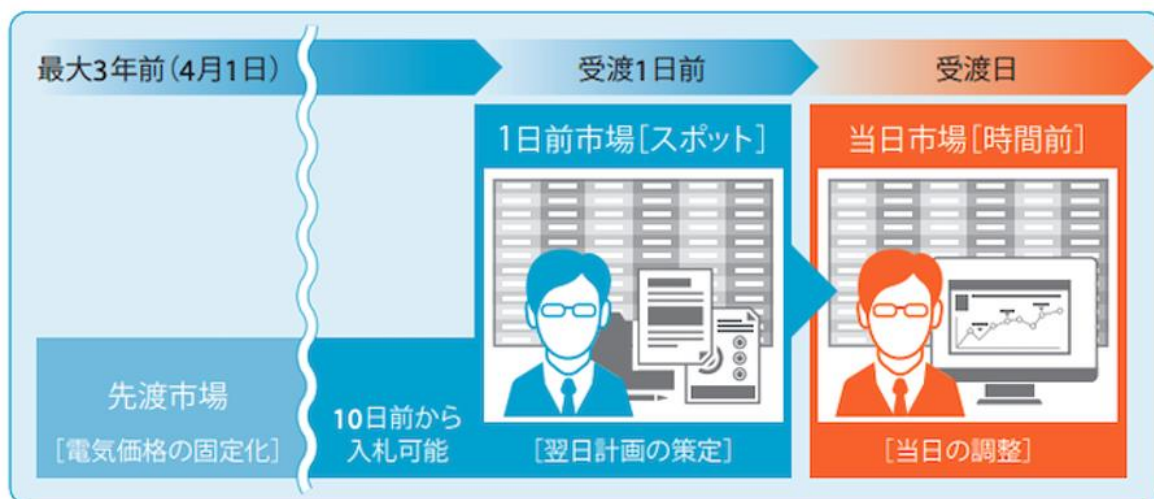 最大3年前（4月1日）
受渡1日前
受渡日
1日前市場［スポット］
当日市場［時間前］
先渡市場
［電気価格の固定化］
10日前から
入札可能
［翌日計画の策定］
［当日の調整］